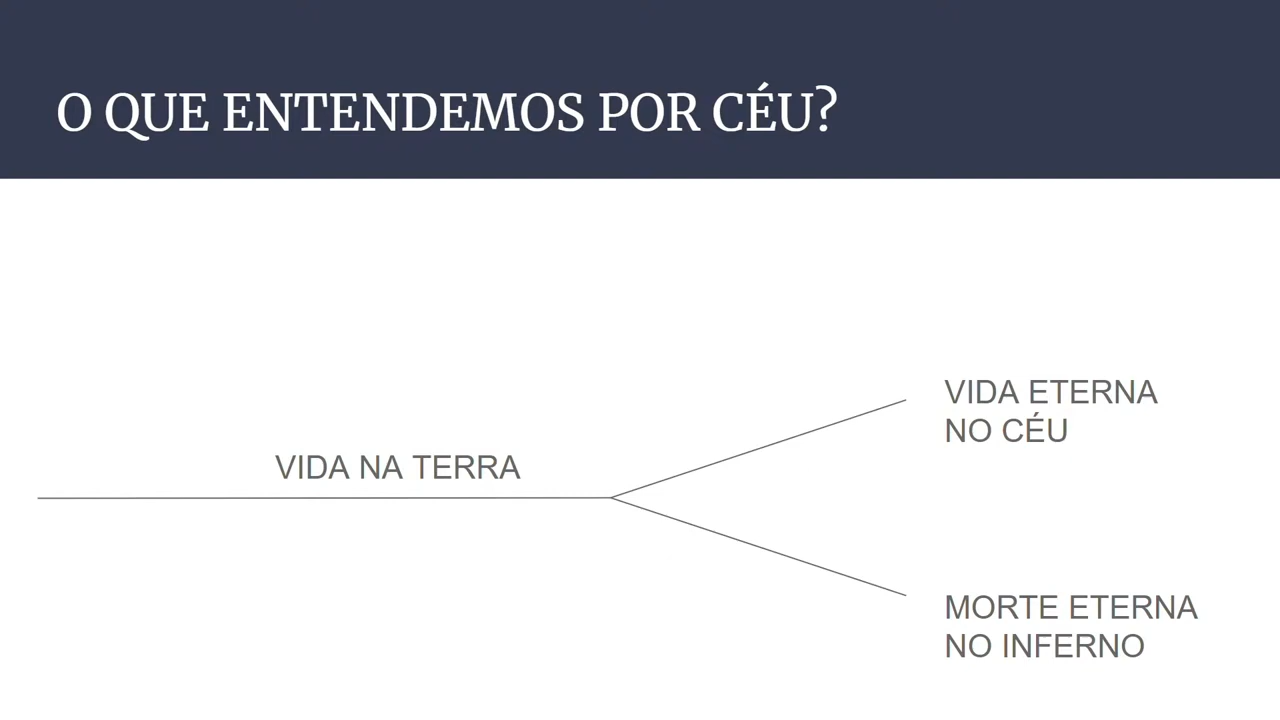 O QUE ENTENDEMOS POR CÉU?
VIDA NA TERRA
VIDA ETERNA
NO CÉU
MORTE ETERNA
NO INFERNO